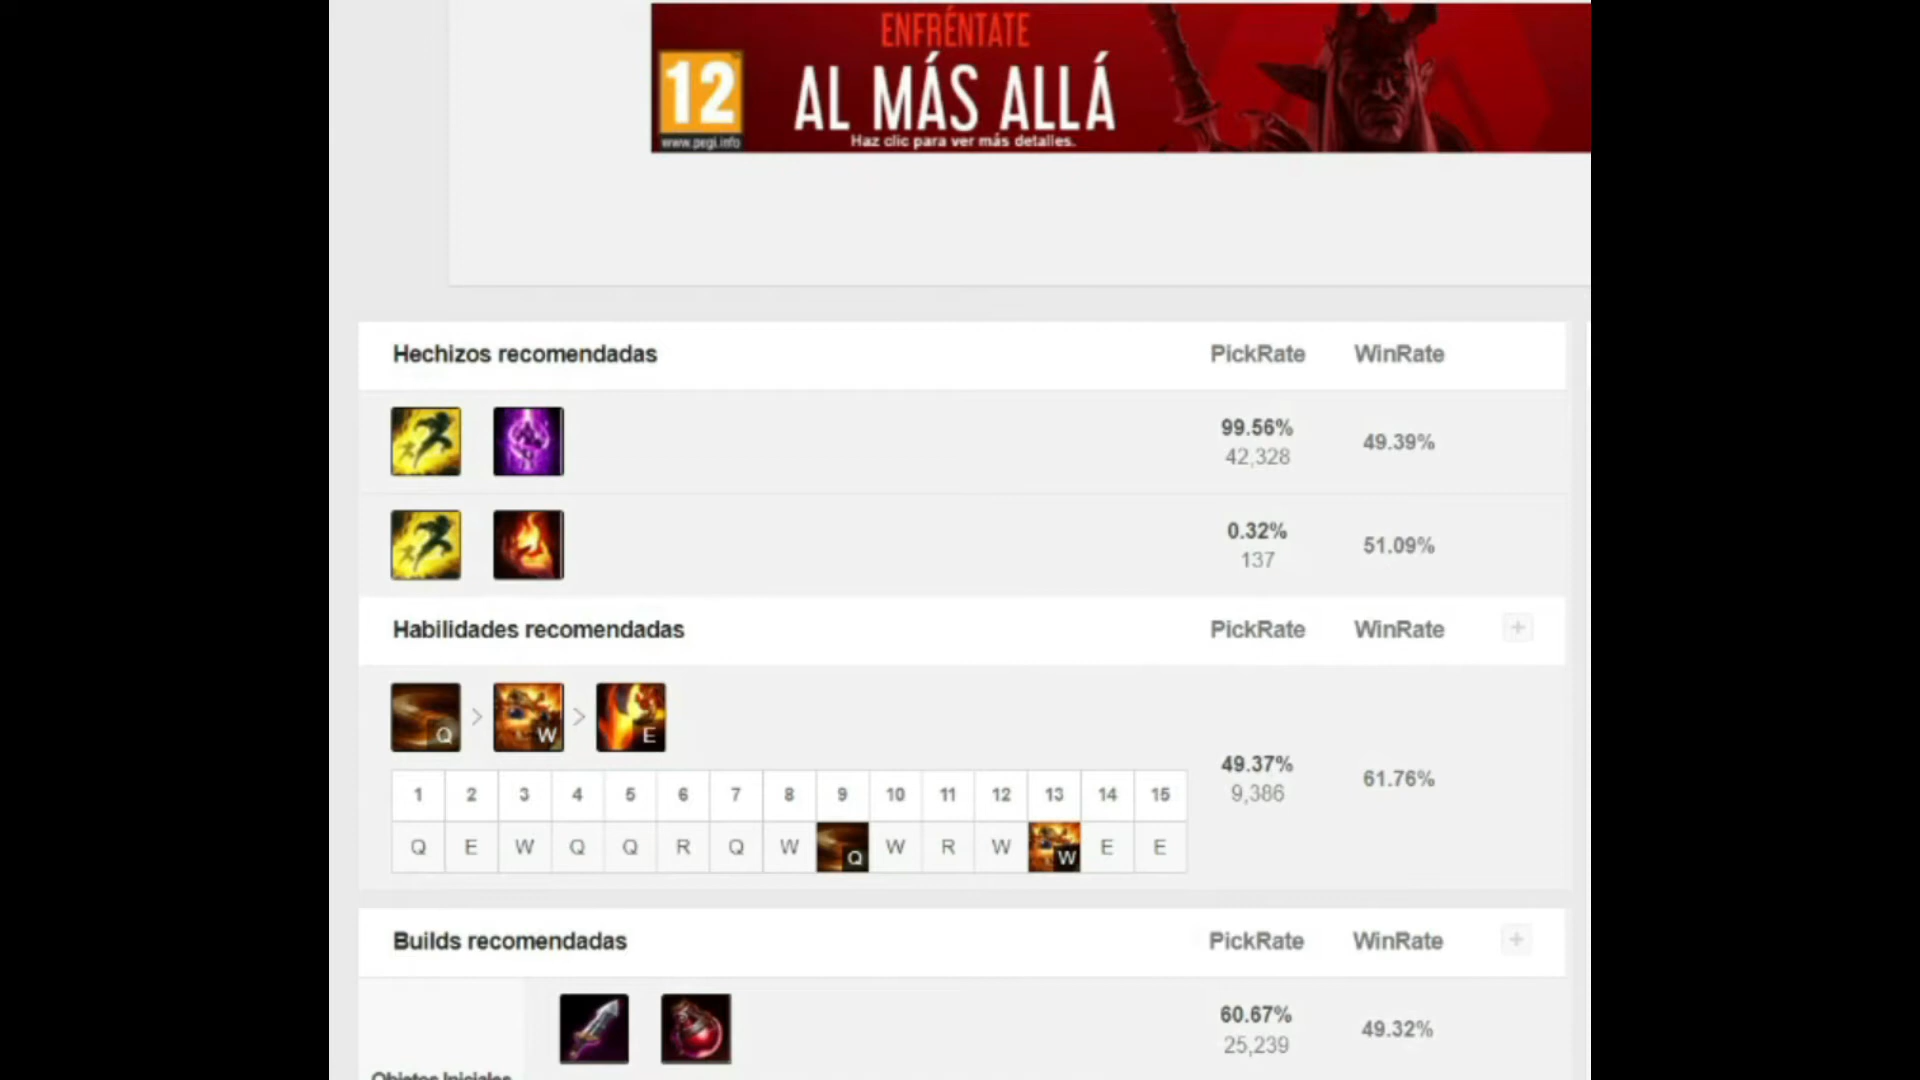 ENFRÉNTATE
AL MÁS ALLÁ
Haz clic para ver más detalles.
12
www.pegi.info
Hechizos recomendadas PickRate WinRate
99.56%
42,328
49.39%
0.32%
137
51.09%
Habilidades recomendadas PickRate WinRate +
Q > W > E
49.37%
9,386
61.76%
1 2 3 4 5 6 7 8 9 10 11 12 13 14 15
Q E W Q Q R Q W Q W R W W E E
Builds recomendadas PickRate WinRate +
60.67%
25,239
49.32%
Objetos Iniciales